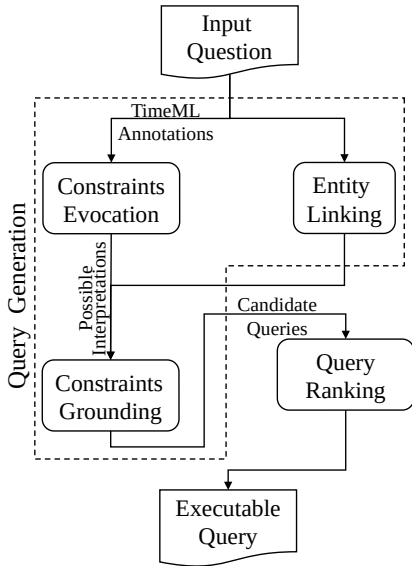 Input
Question
TimeML
Annotations
Constraints
Evocation
Entity
Linking
Query Generation
Possible
Interpretations
Candidate
Queries
Constraints
Grounding
Query
Ranking
Executable
Query